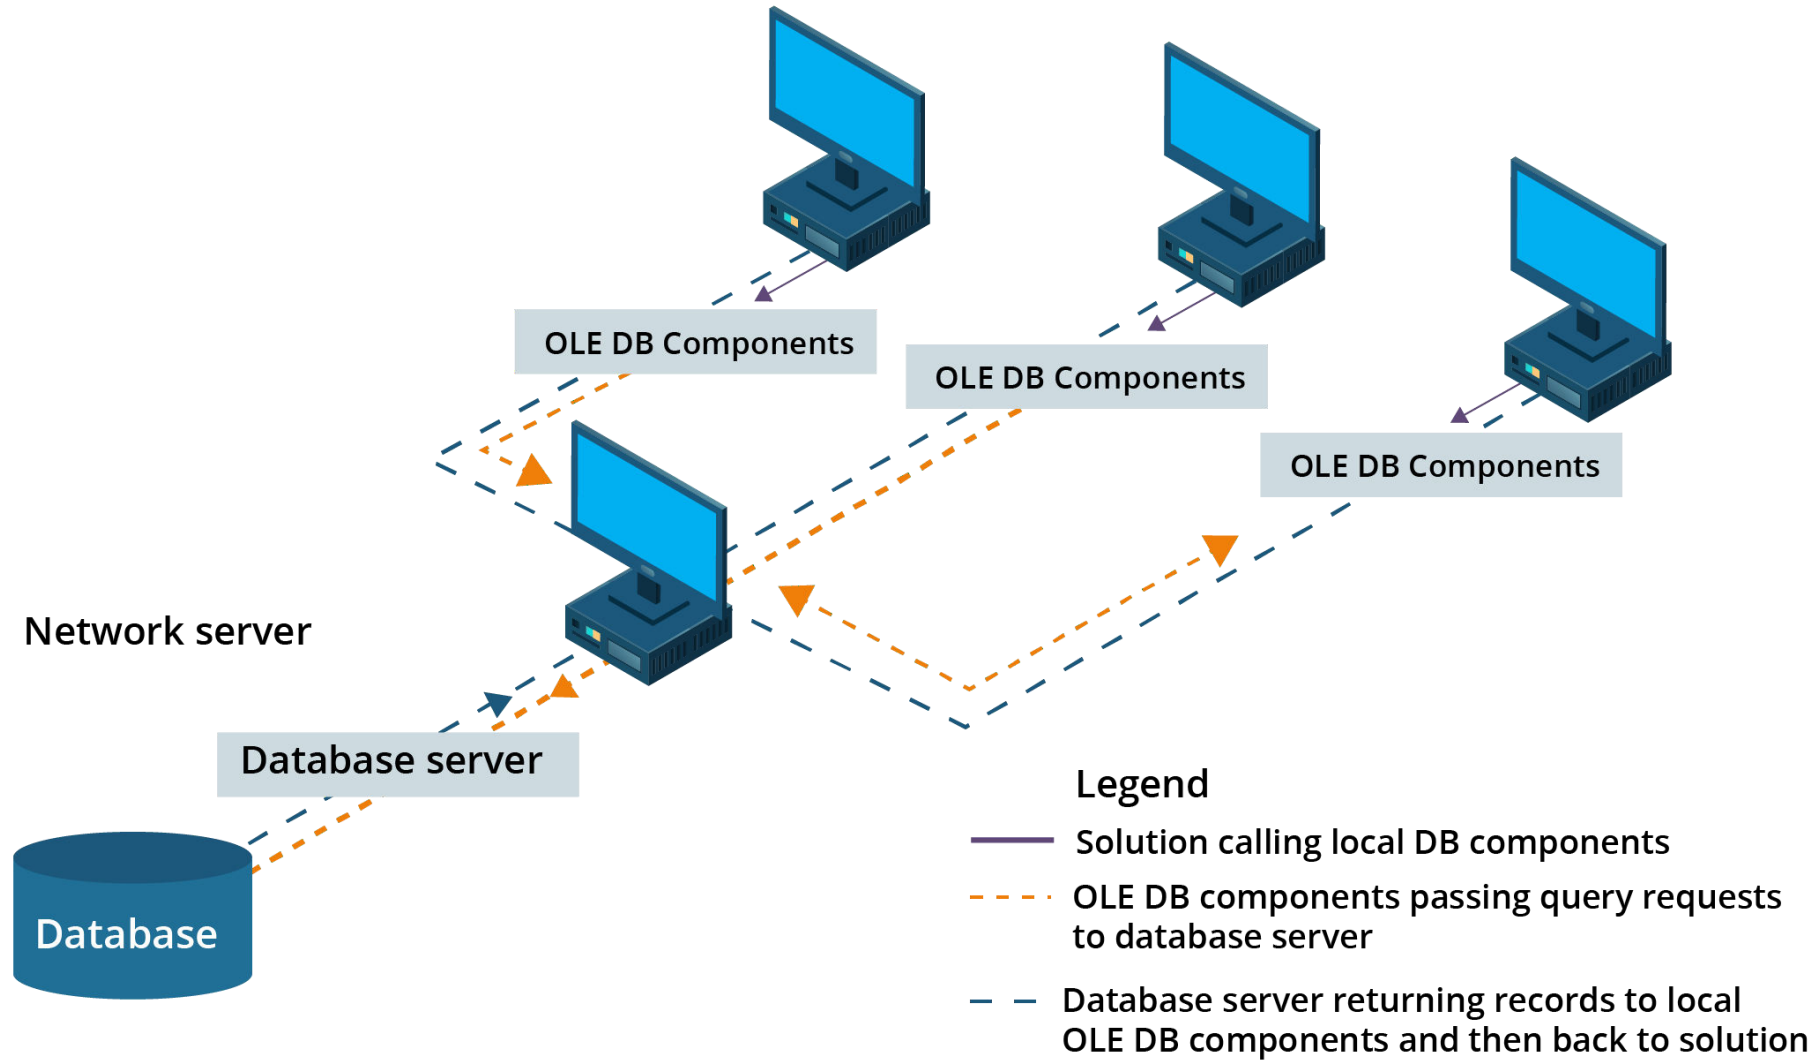 OLE DB Components
OLE DB Components
OLE DB Components
Network server
Database server
Database
Legend
Solution calling local DB components
OLE DB components passing query requests
to database server
Database server returning records to local
OLE DB components and then back to solution